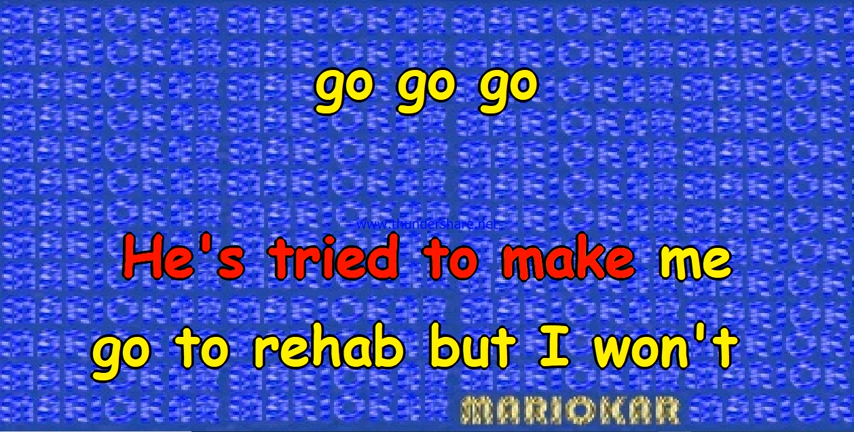 go go go
www.thundershare.net
He's tried to make me
go to rehab but I won't
MARIOKAR